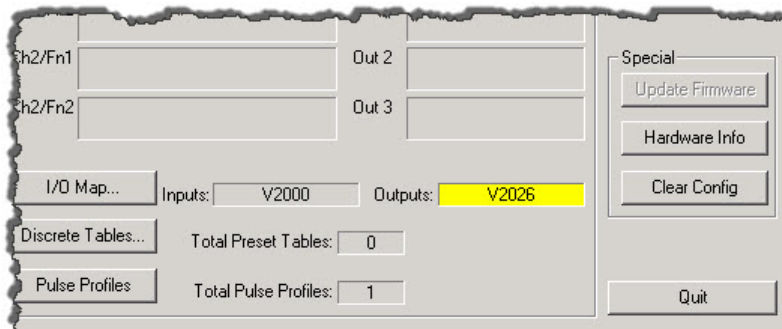 Ch2/Fn1
Out 2
Ch2/Fn2
Out 3
I/O Map...
Inputs: V2000
Outputs: V2026
Discrete Tables...
Total Preset Tables: 0
Pulse Profiles
Total Pulse Profiles: 1
Special
Update Firmware
Hardware Info
Clear Config
Quit